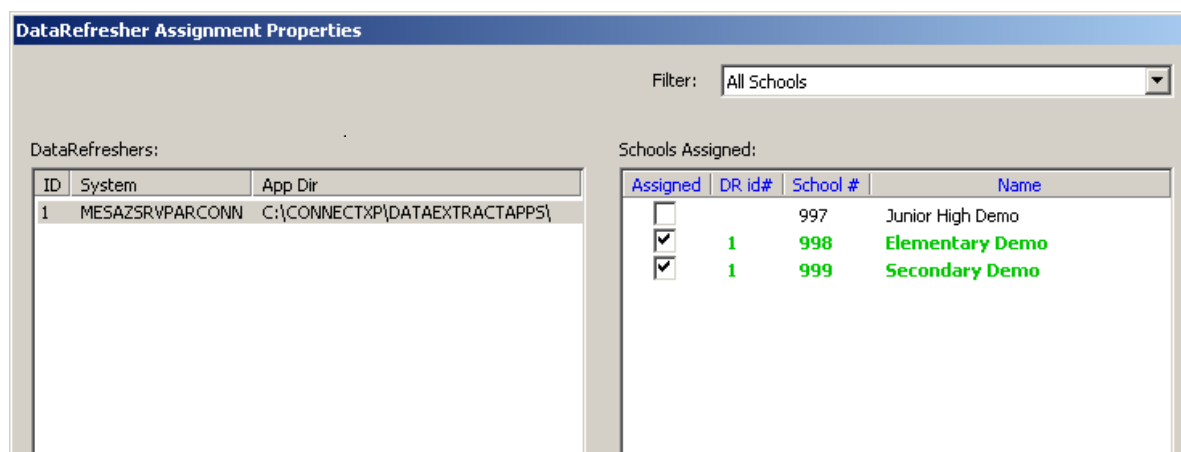 DataRefresher Assignment Properties
Filter: All Schools
DataRefreshers:
ID System App Dir
1 MESAZSRVPARCONN C:\CONNECTXP\DATAEXTRACTAPPS\
Schools Assigned:
Assigned DR id# School # Name
997 Junior High Demo
1 998 Elementary Demo
1 999 Secondary Demo